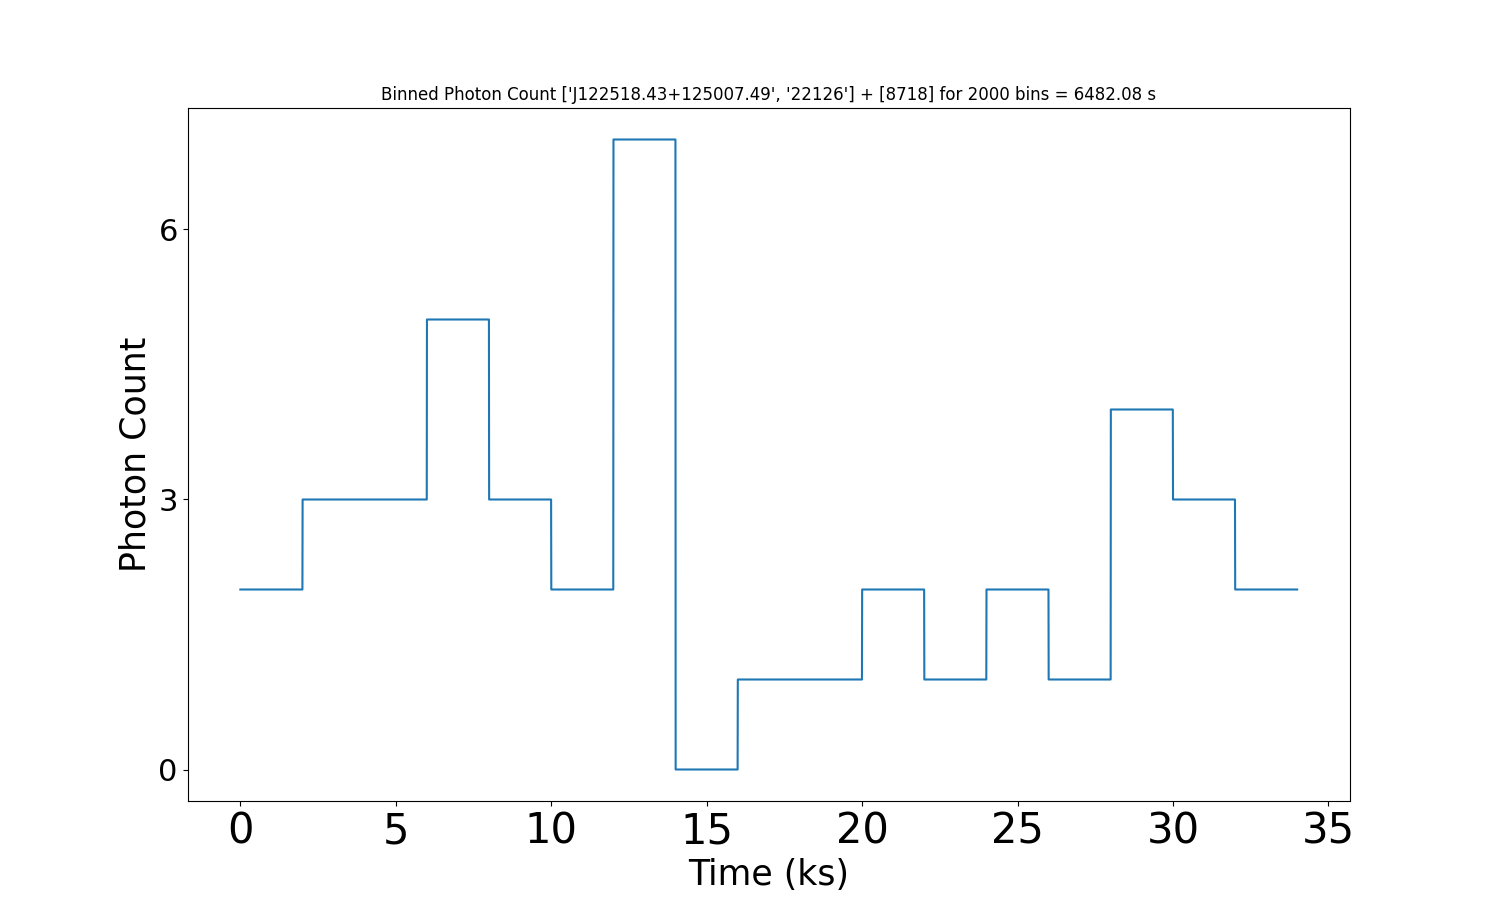 Binned Photon Count ['J122518.43+125007.49', '22126'] + [8718] for 2000 bins = 6482.08 s
6
3
0
Photon Count
0 5 10 15 20 25 30 35
Time (ks)